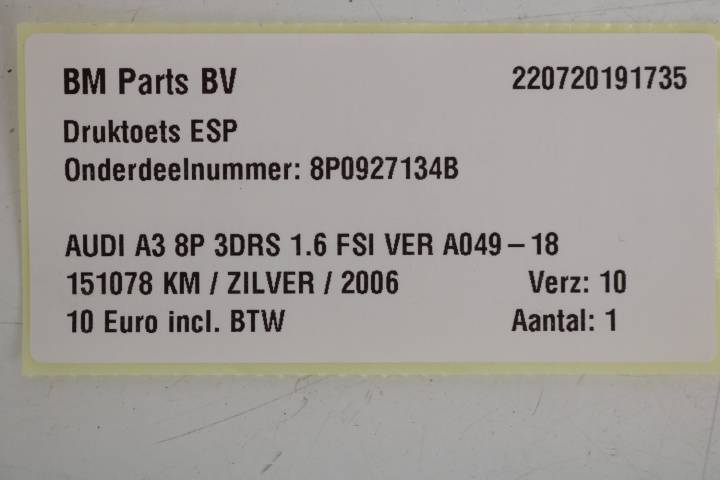 BM Parts BV 220720191735
Druktoets ESP
Onderdeelnummer: 8P0927134B
AUDI A3 8P 3DRS 1.6 FSI VER A049 – 18
151078 KM / ZILVER / 2006 Verz: 10
10 Euro incl. BTW Aantal: 1